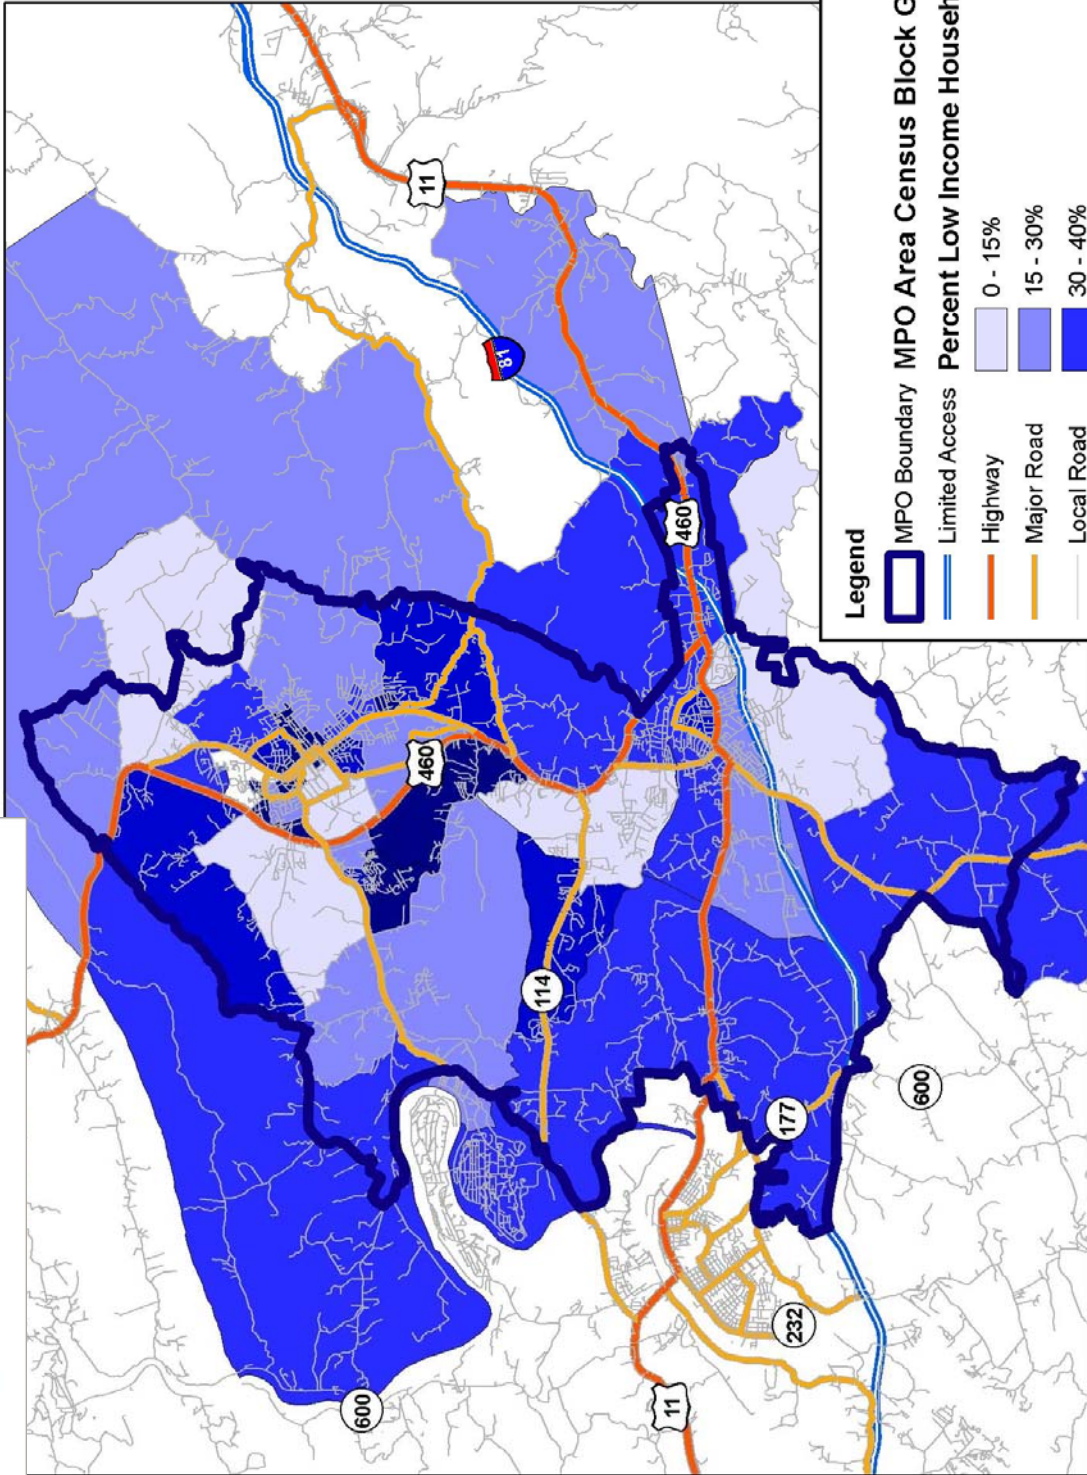 11
81
460
460
114
177
600
600
232
11
Legend
MPO Boundary
Limited Access
Highway
Major Road
Local Road
MPO Area Census Block G
Percent Low Income Househ
0 - 15%
15 - 30%
30 - 40%